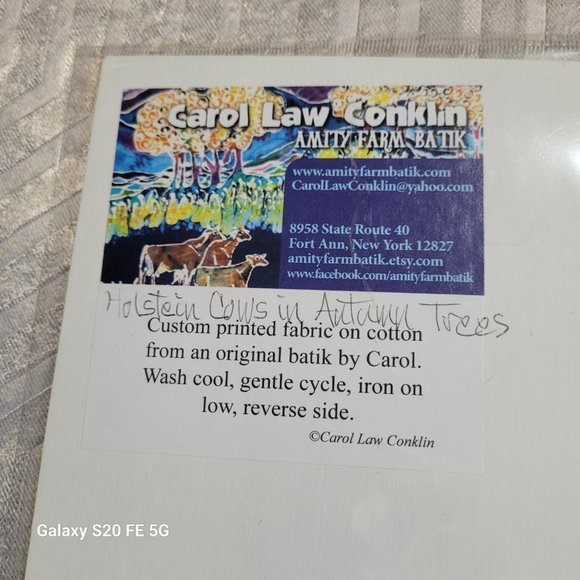 Carol Law Conklin
AMITY FARM BATIK
www.amityfarmbatik.com
CarolLawConklin@yahoo.com
8958 State Route 40
Fort Ann, New York 12827
amityfarmbatik.etsy.com
www.facebook.com/amityfarmbatik
Holstein Cows in Autumn Trees
Custom printed fabric on cotton
from an original batik by Carol.
Wash cool, gentle cycle, iron on
low, reverse side.
©Carol Law Conklin
Galaxy S20 FE 5G